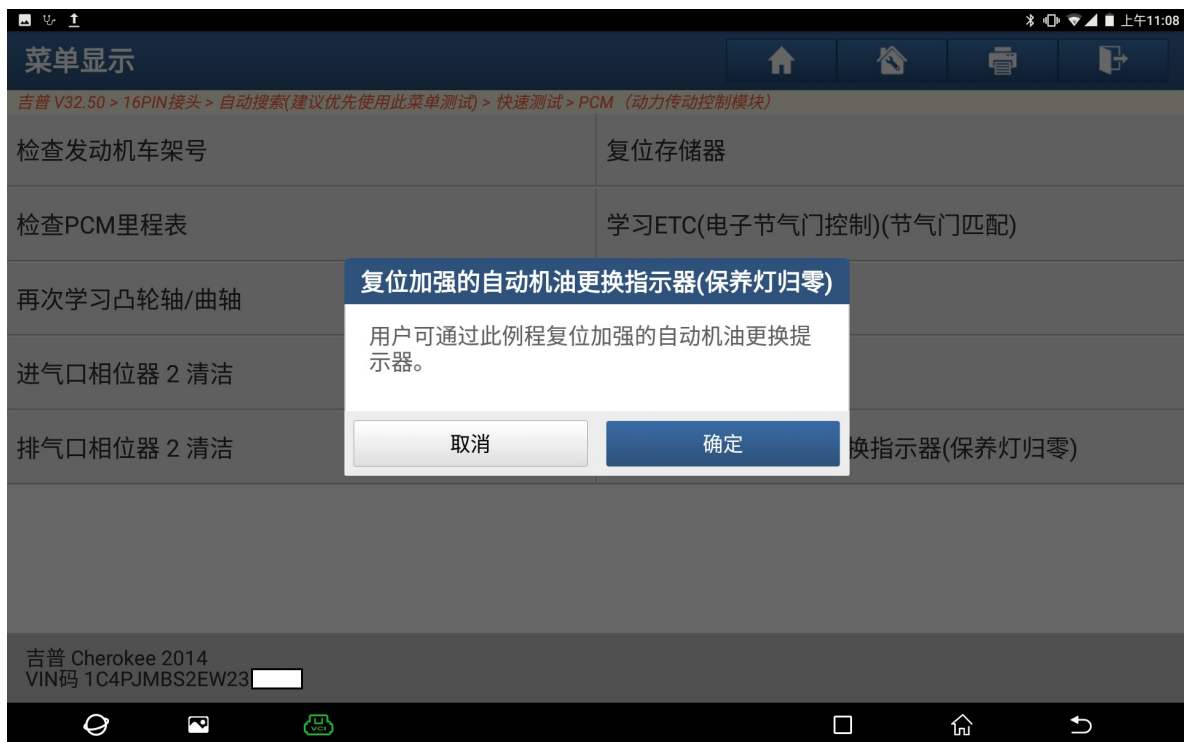 上午11:08
菜单显示
吉普 V32.50 > 16PIN接头 > 自动搜索(建议优先使用此菜单测试) > 快速测试 > PCM（动力传动控制模块）
检查发动机车架号
复位存储器
检查PCM里程表
学习ETC(电子节气门控制)(节气门匹配)
再次学习凸轮轴/曲轴
进气口相位器 2 清洁
排气口相位器 2 清洁
换指示器(保养灯归零)
复位加强的自动机油更换指示器(保养灯归零)
用户可通过此例程复位加强的自动机油更换提
示器。
取消
确定
吉普 Cherokee 2014
VIN码 1C4PJMBS2EW23
VCI